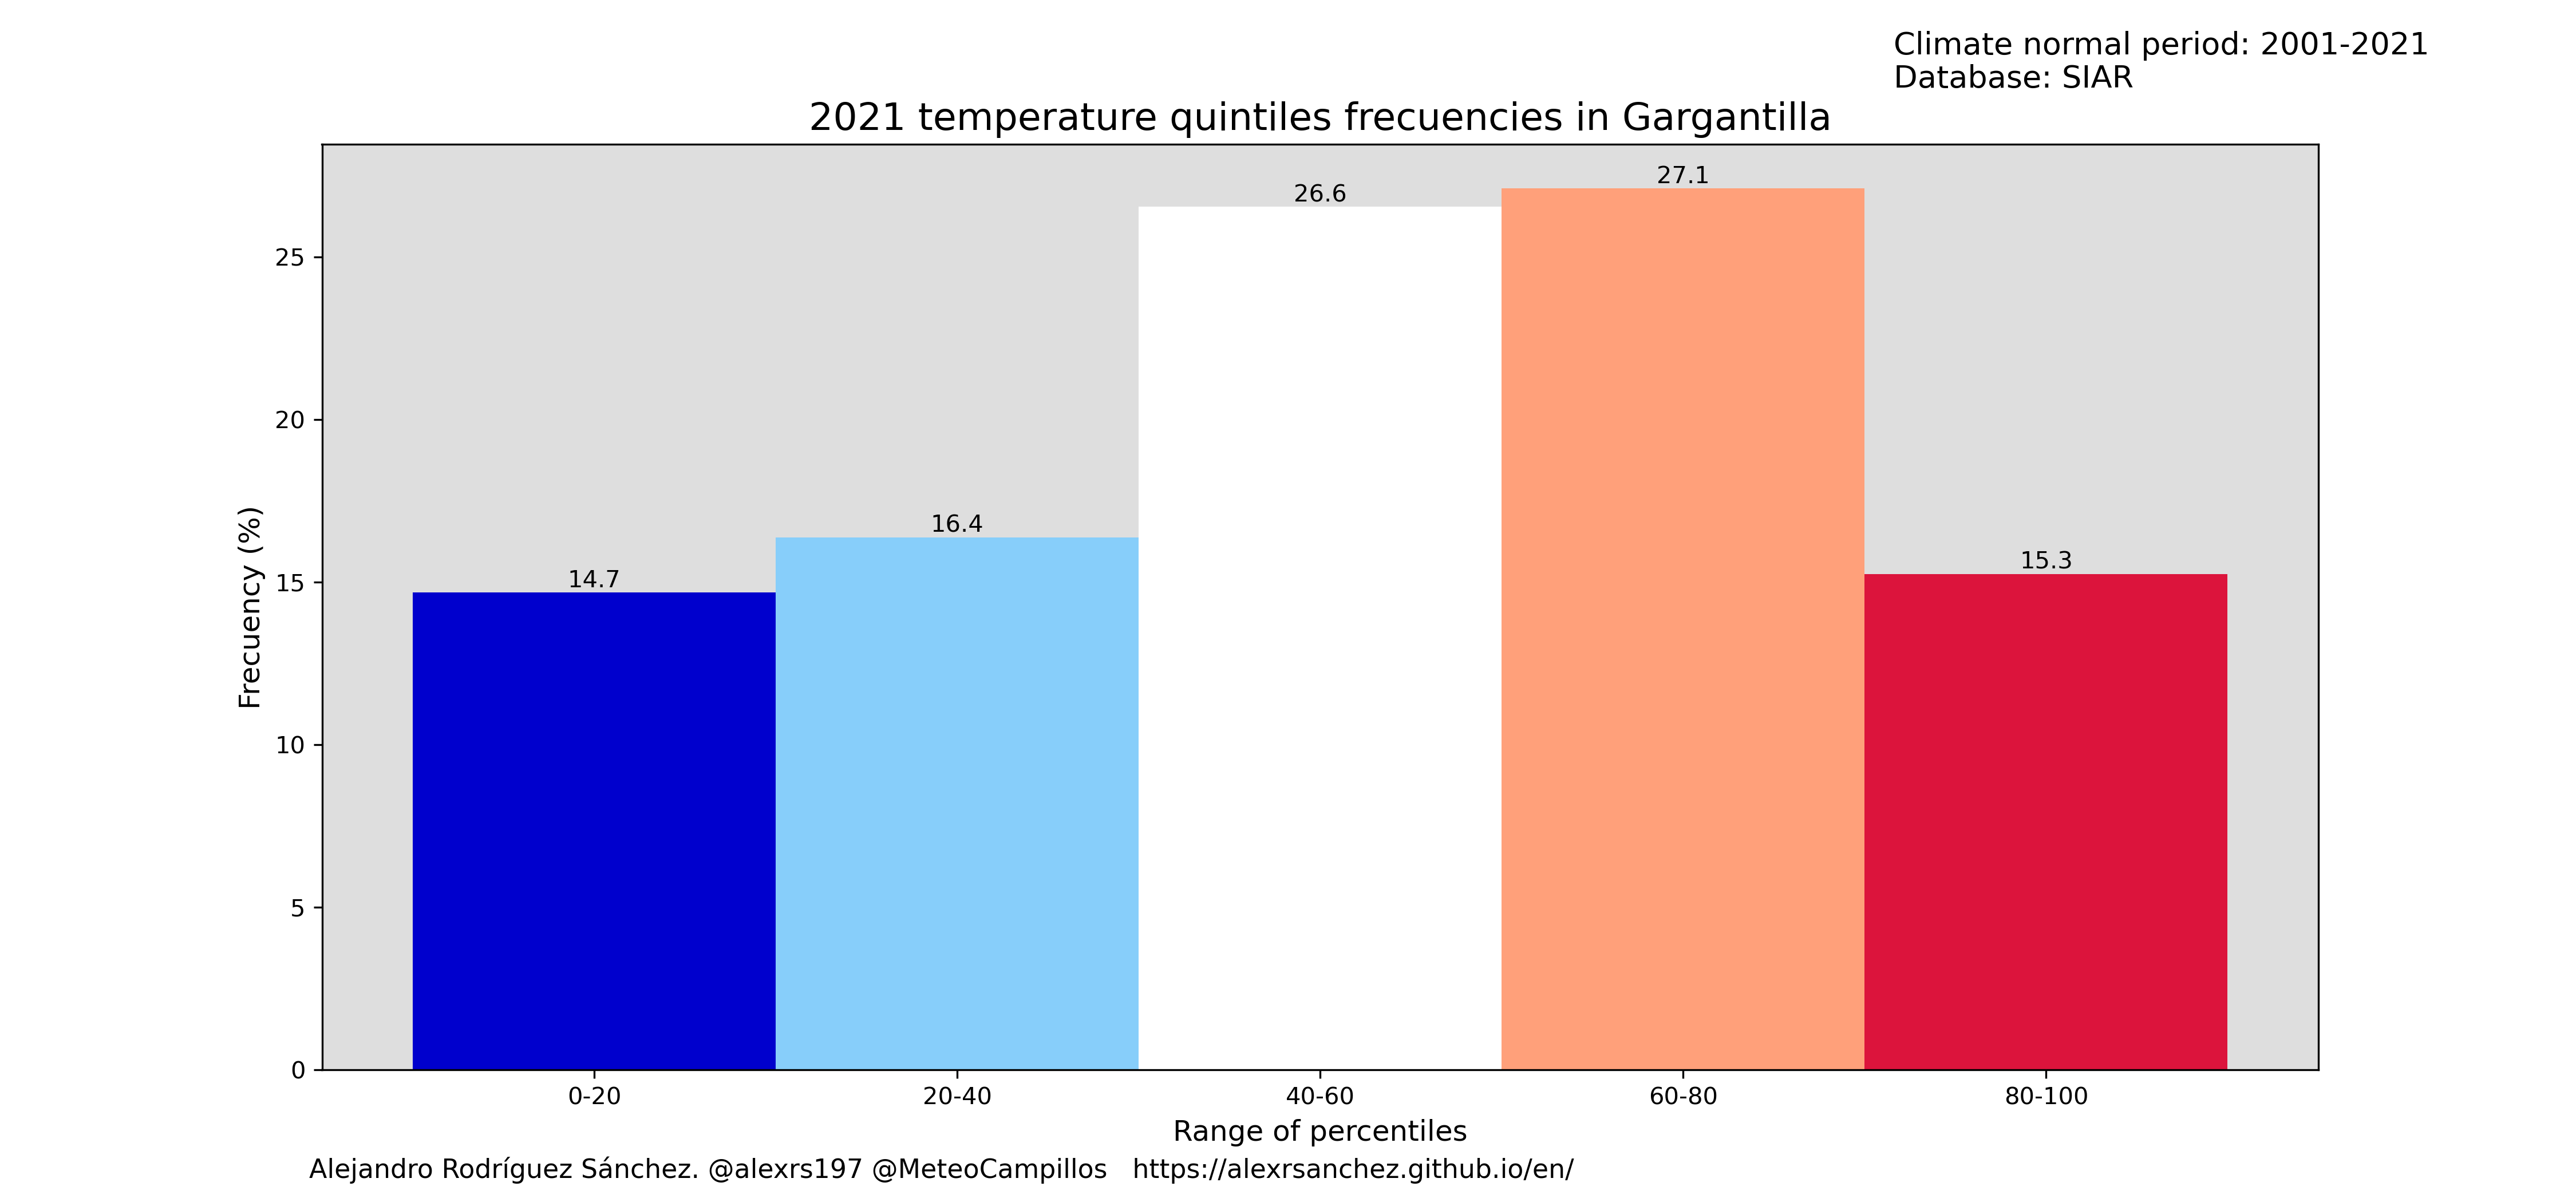 Climate normal period: 2001-2021
Database: SIAR
2021 temperature quintiles frecuencies in Gargantilla
27.1
26.6
25
20
16.4
15.3
14.7
15
10
5
0
Frecuency (%)
0-20 20-40 40-60 60-80 80-100
Range of percentiles
Alejandro Rodríguez Sánchez. @alexrs197 @MeteoCampillos https://alexrsanchez.github.io/en/